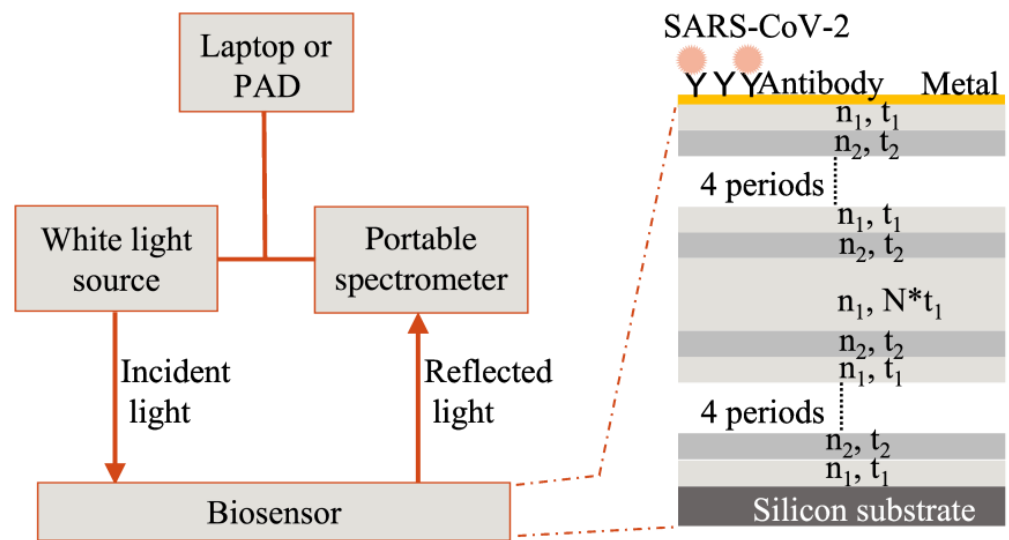 Laptop or
PAD
White light
source
Portable
spectrometer
Incident
light
Reflected
light
Biosensor
SARS-CoV-2
Antibody
Metal
n₁, t₁
n₂, t₂
4 periods
n₁, t₁
n₂, t₂
n₁, N*t₁
n₂, t₂
n₁, t₁
4 periods
n₂, t₂
n₁, t₁
Silicon substrate